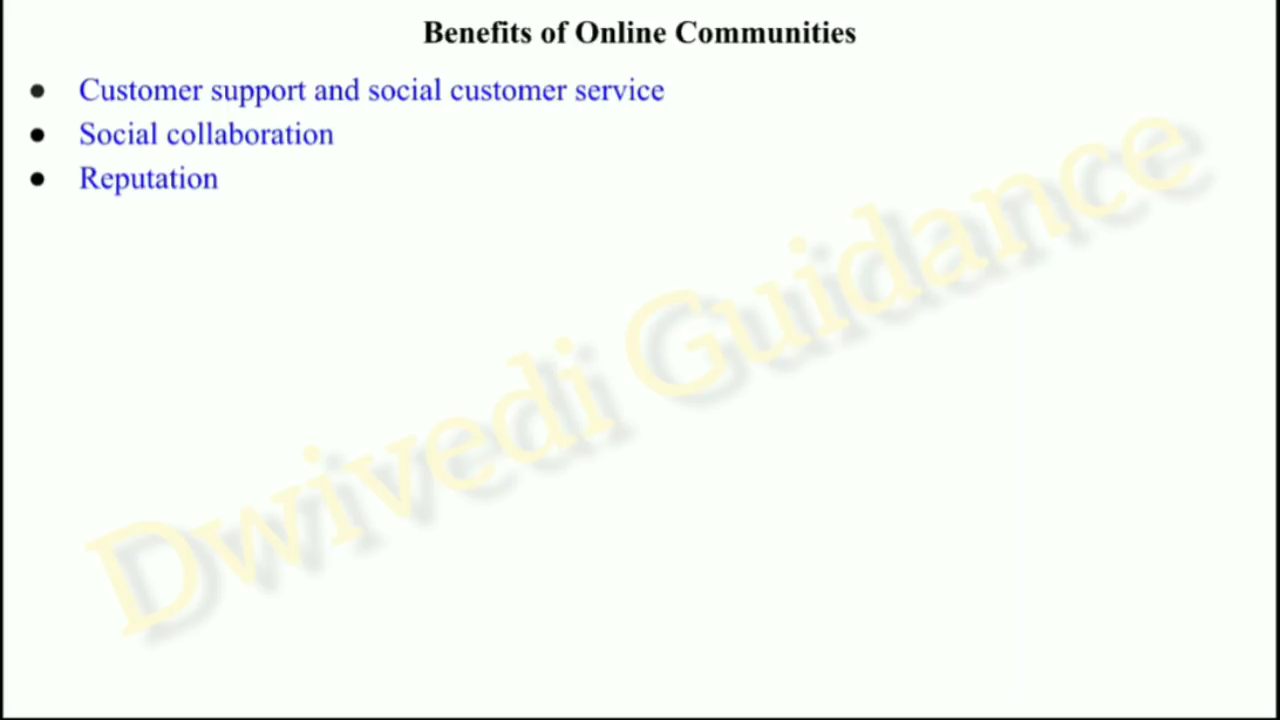 Benefits of Online Communities
● Customer support and social customer service
● Social collaboration
● Reputation
Dwivedi Guidance